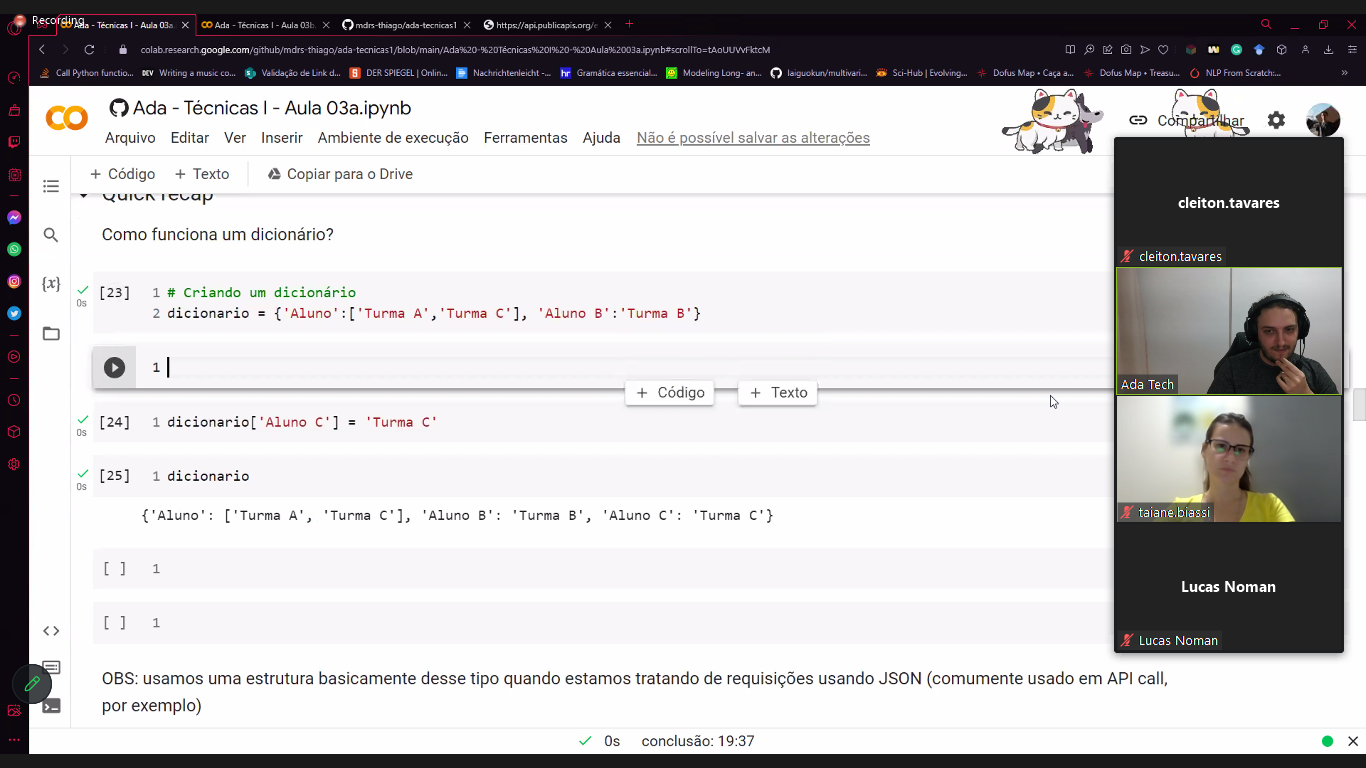 Recording
Ada - Técnicas I - Aula 03a.
Ada - Técnicas I - Aula 03b.
mdrs-thiago/ada-tecnicas1
https://api.publicapis.org/e
colab.research.google.com/github/mdrs-thiago/ada-tecnicas1/blob/main/Ada%20-%20Técnicas%20I%20-%20Aula%2003a.ipynb#scrollTo=tAoUUVvFktcM
Call Python functio...
DEV Writing a music co...
Validação de Link d...
DER SPIEGEL | Onlin...
Nachrichtenleicht -...
hr Gramática essencial...
Modeling Long- an...
laiguokun/multivari...
Sci-Hub | Evolving...
Dofus Map • Caça a...
Dofus Map • Treasu...
NLP From Scratch:...
Ada - Técnicas I - Aula 03a.ipynb
Arquivo Editar Ver Inserir Ambiente de execução Ferramentas Ajuda Não é possível salvar as alterações
Compartilhar
+ Código + Texto Copiar para o Drive
Quick recap
Como funciona um dicionário?
[23] 1 # Criando um dicionário
0s 2 dicionario = {'Aluno':['Turma A','Turma C'], 'Aluno B':'Turma B'}
1
+ Código + Texto
[24] 1 dicionario['Aluno C'] = 'Turma C'
0s
[25] 1 dicionario
0s
{'Aluno': ['Turma A', 'Turma C'], 'Aluno B': 'Turma B', 'Aluno C': 'Turma C'}
[ ] 1
[ ] 1
OBS: usamos uma estrutura basicamente desse tipo quando estamos tratando de requisições usando JSON (comumente usado em API call,
por exemplo)
0s conclusão: 19:37
cleiton.tavares
cleiton.tavares
Ada Tech
taiane.biassi
Lucas Noman
Lucas Noman